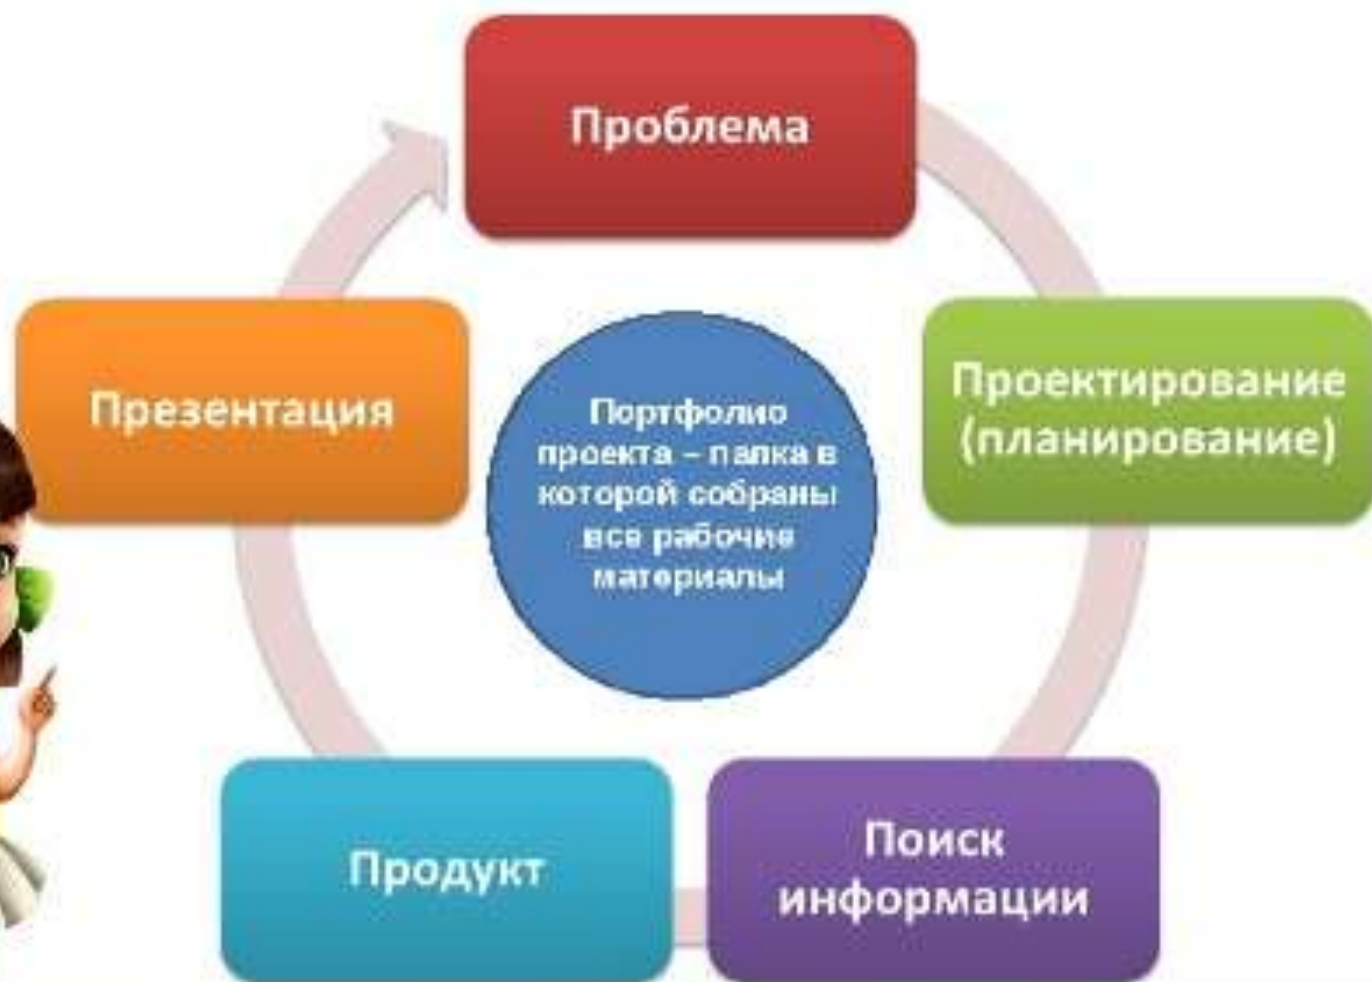 Проблема
Проектирование
(планирование)
Поиск
информации
Продукт
Презентация
Портфолио
проекта – папка в
которой собраны
все рабочие
материалы